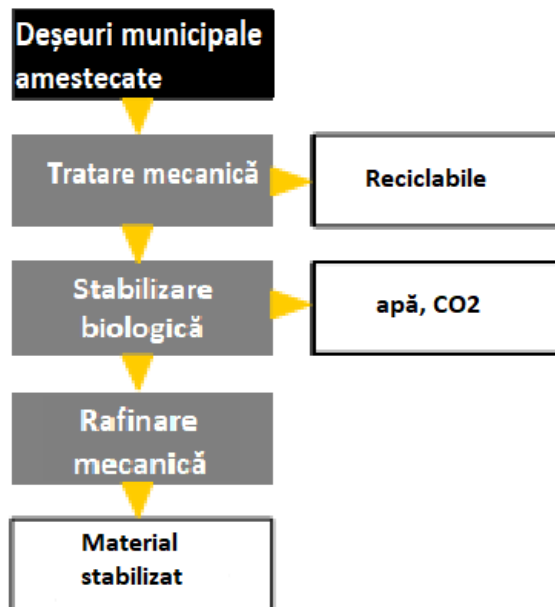 Deșeuri municipale
amestecate
Tratare mecanică
Reciclabile
Stabilizare
biologică
apă, CO2
Rafinare
mecanică
Material
stabilizat